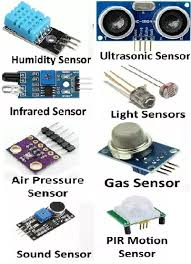 Humidity Sensor
Ultrasonic Sensor
Infrared Sensor
Light Sensors
Air Pressure
Sensor
Gas Sensor
Sound Sensor
PIR Motion
Sensor